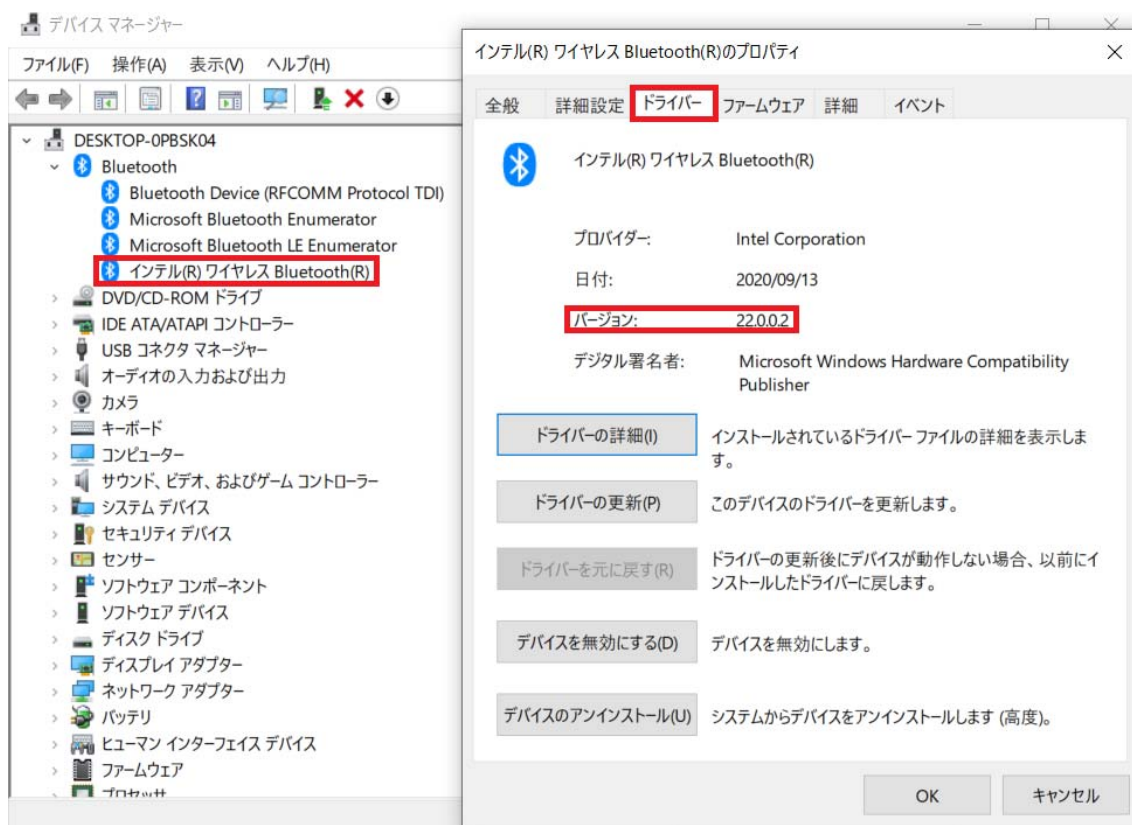 デバイス マネージャー
ファイル(F) 操作(A) 表示(V) ヘルプ(H)
DESKTOP-0PBSK04
Bluetooth
Bluetooth Device (RFCOMM Protocol TDI)
Microsoft Bluetooth Enumerator
Microsoft Bluetooth LE Enumerator
インテル(R) ワイヤレス Bluetooth(R)
DVD/CD-ROM ドライブ
IDE ATA/ATAPI コントローラー
USB コネクタ マネージャー
オーディオの入力および出力
カメラ
キーボード
コンピューター
サウンド、ビデオ、およびゲーム コントローラー
システム デバイス
セキュリティ デバイス
センサー
ソフトウェア コンポーネント
ソフトウェア デバイス
ディスク ドライブ
ディスプレイ アダプター
ネットワーク アダプター
バッテリ
ヒューマン インターフェイス デバイス
ファームウェア
プロセッサ
インテル(R) ワイヤレス Bluetooth(R)のプロパティ
全般 詳細設定 ドライバー ファームウェア 詳細 イベント
インテル(R) ワイヤレス Bluetooth(R)
プロバイダー: Intel Corporation
日付: 2020/09/13
バージョン: 22.0.0.2
デジタル署名者: Microsoft Windows Hardware Compatibility
Publisher
ドライバーの詳細(I) インストールされているドライバー ファイルの詳細を表示しま
す。
ドライバーの更新(P) このデバイスのドライバーを更新します。
ドライバーを元に戻す(R) ドライバーの更新後にデバイスが動作しない場合、以前にイ
ンストールしたドライバーに戻します。
デバイスを無効にする(D) デバイスを無効にします。
デバイスのアンインストール(U) システムからデバイスをアンインストールします (高度)。
OK キャンセル